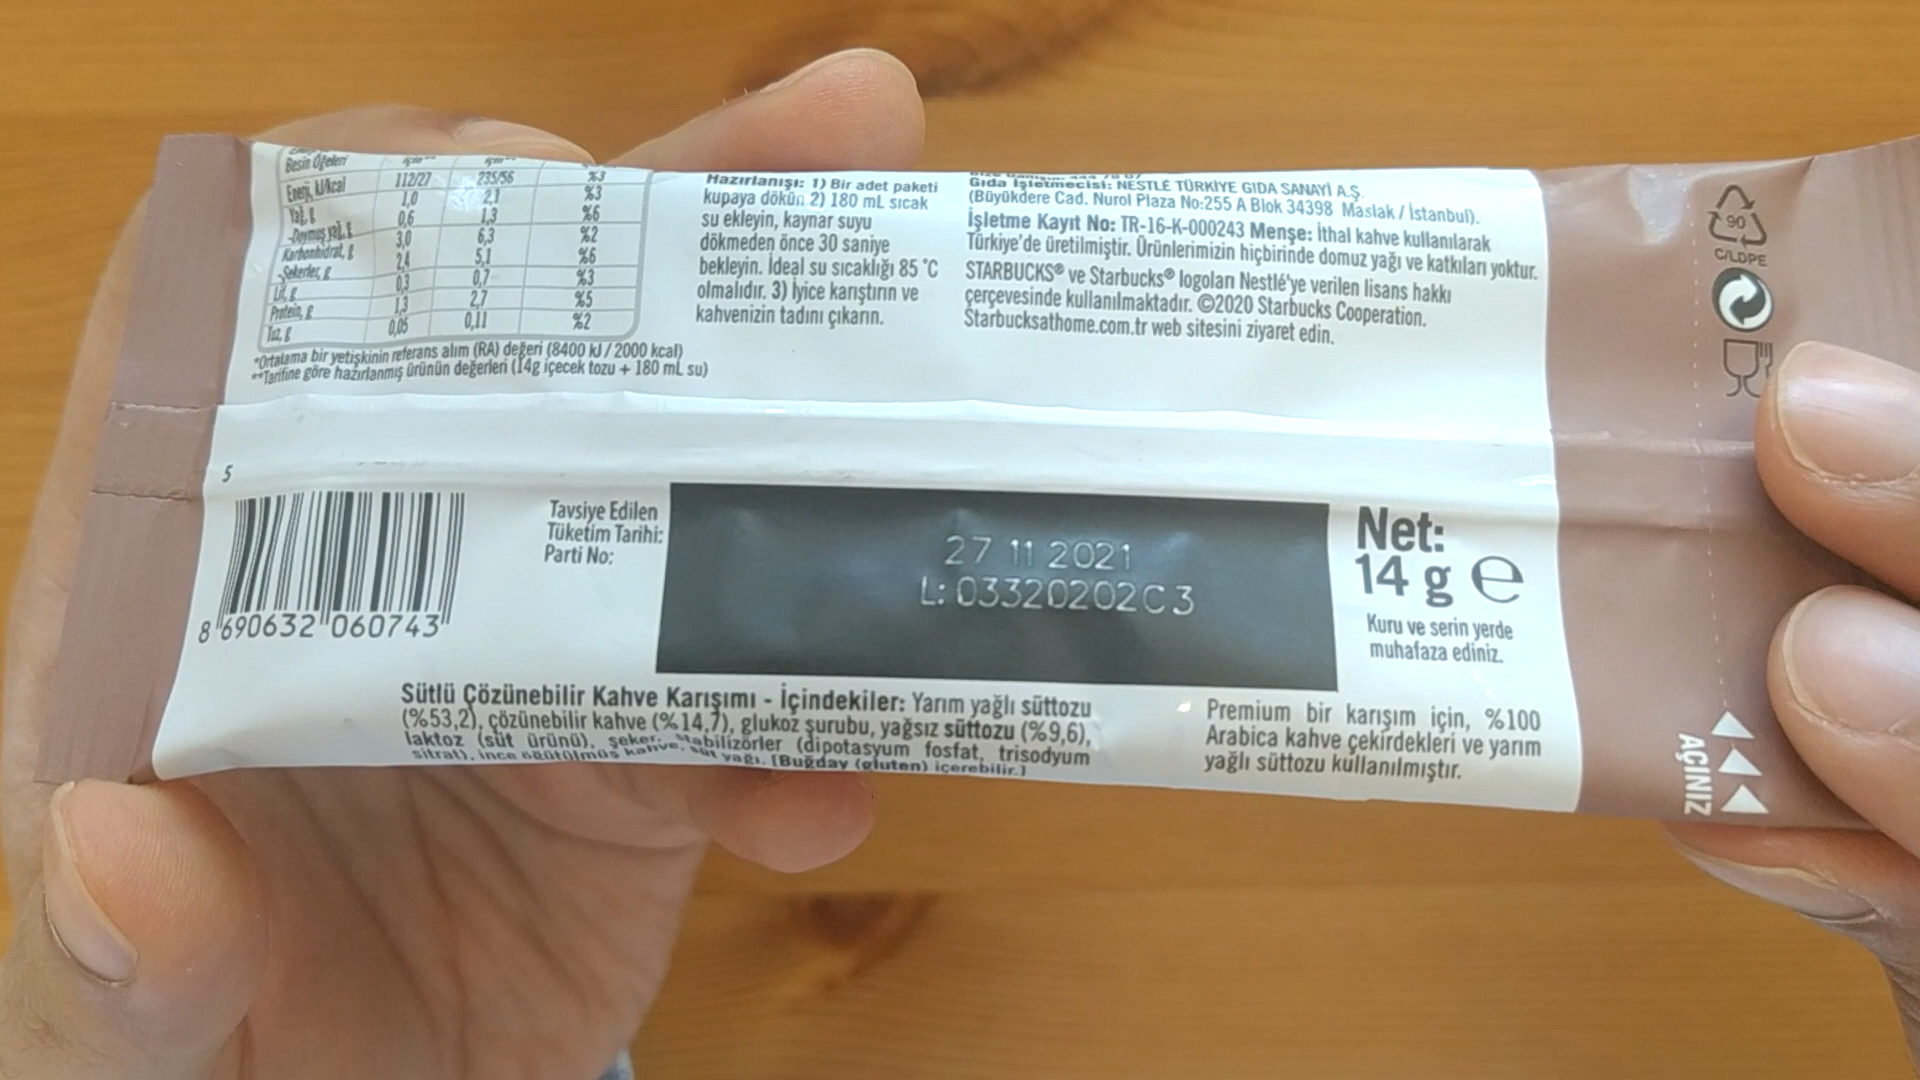 Besin Öğeleri
Enerji, kJ/kcal 112/27 235/56 %3
Yağ, g 1,0 2,1 %3
-Doymuş yağ, g 0,6 1,3 %6
Karbonhidrat, g 3,0 6,3 %2
-Şekerler, g 2,4 5,1 %6
Lif, g 0,3 0,7 %3
Protein, g 1,3 2,7 %5
Tuz, g 0,05 0,11 %2
*Ortalama bir yetişkinin referans alım (RA) değeri (8400 kJ / 2000 kcal)
**Tarifine göre hazırlanmış ürünün değerleri (14g içecek tozu + 180 mL su)
Hazırlanışı: 1) Bir adet paketi
kupaya dökün 2) 180 mL sıcak
su ekleyin, kaynar suyu
dökmeden önce 30 saniye
bekleyin. İdeal su sıcaklığı 85 °C
olmalıdır. 3) İyice karıştırın ve
kahvenizin tadını çıkarın.
Gıda İşletmecisi: NESTLÉ TÜRKİYE GIDA SANAYİ A.Ş.
(Büyükdere Cad. Nurol Plaza No:255 A Blok 34398 Maslak / İstanbul).
İşletme Kayıt No: TR-16-K-000243 Menşe: İthal kahve kullanılarak
Türkiye'de üretilmiştir. Ürünlerimizin hiçbirinde domuz yağı ve katkıları yoktur.
STARBUCKS® ve Starbucks® logoları Nestlé'ye verilen lisans hakkı
çerçevesinde kullanılmaktadır. ©2020 Starbucks Cooperation.
Starbucksathome.com.tr web sitesini ziyaret edin.
90
C/LDPE
5
8 690632 060743
Tavsiye Edilen
Tüketim Tarihi:
Parti No:
27 11 2021
L: 03320202C3
Net:
14 g e
Kuru ve serin yerde
muhafaza ediniz.
Sütlü Çözünebilir Kahve Karışımı - İçindekiler: Yarım yağlı süttozu
(%53,2), çözünebilir kahve (%14,7), glukoz şurubu, yağsız süttozu (%9,6),
laktoz (süt ürünü), şeker, stabilizörler (dipotasyum fosfat, trisodyum
sitrat), ince öğütülmüş kahve, süt yağı. [Buğday (gluten) içerebilir.]
Premium bir karışım için, %100
Arabica kahve çekirdekleri ve yarım
yağlı süttozu kullanılmıştır.
AÇINIZ